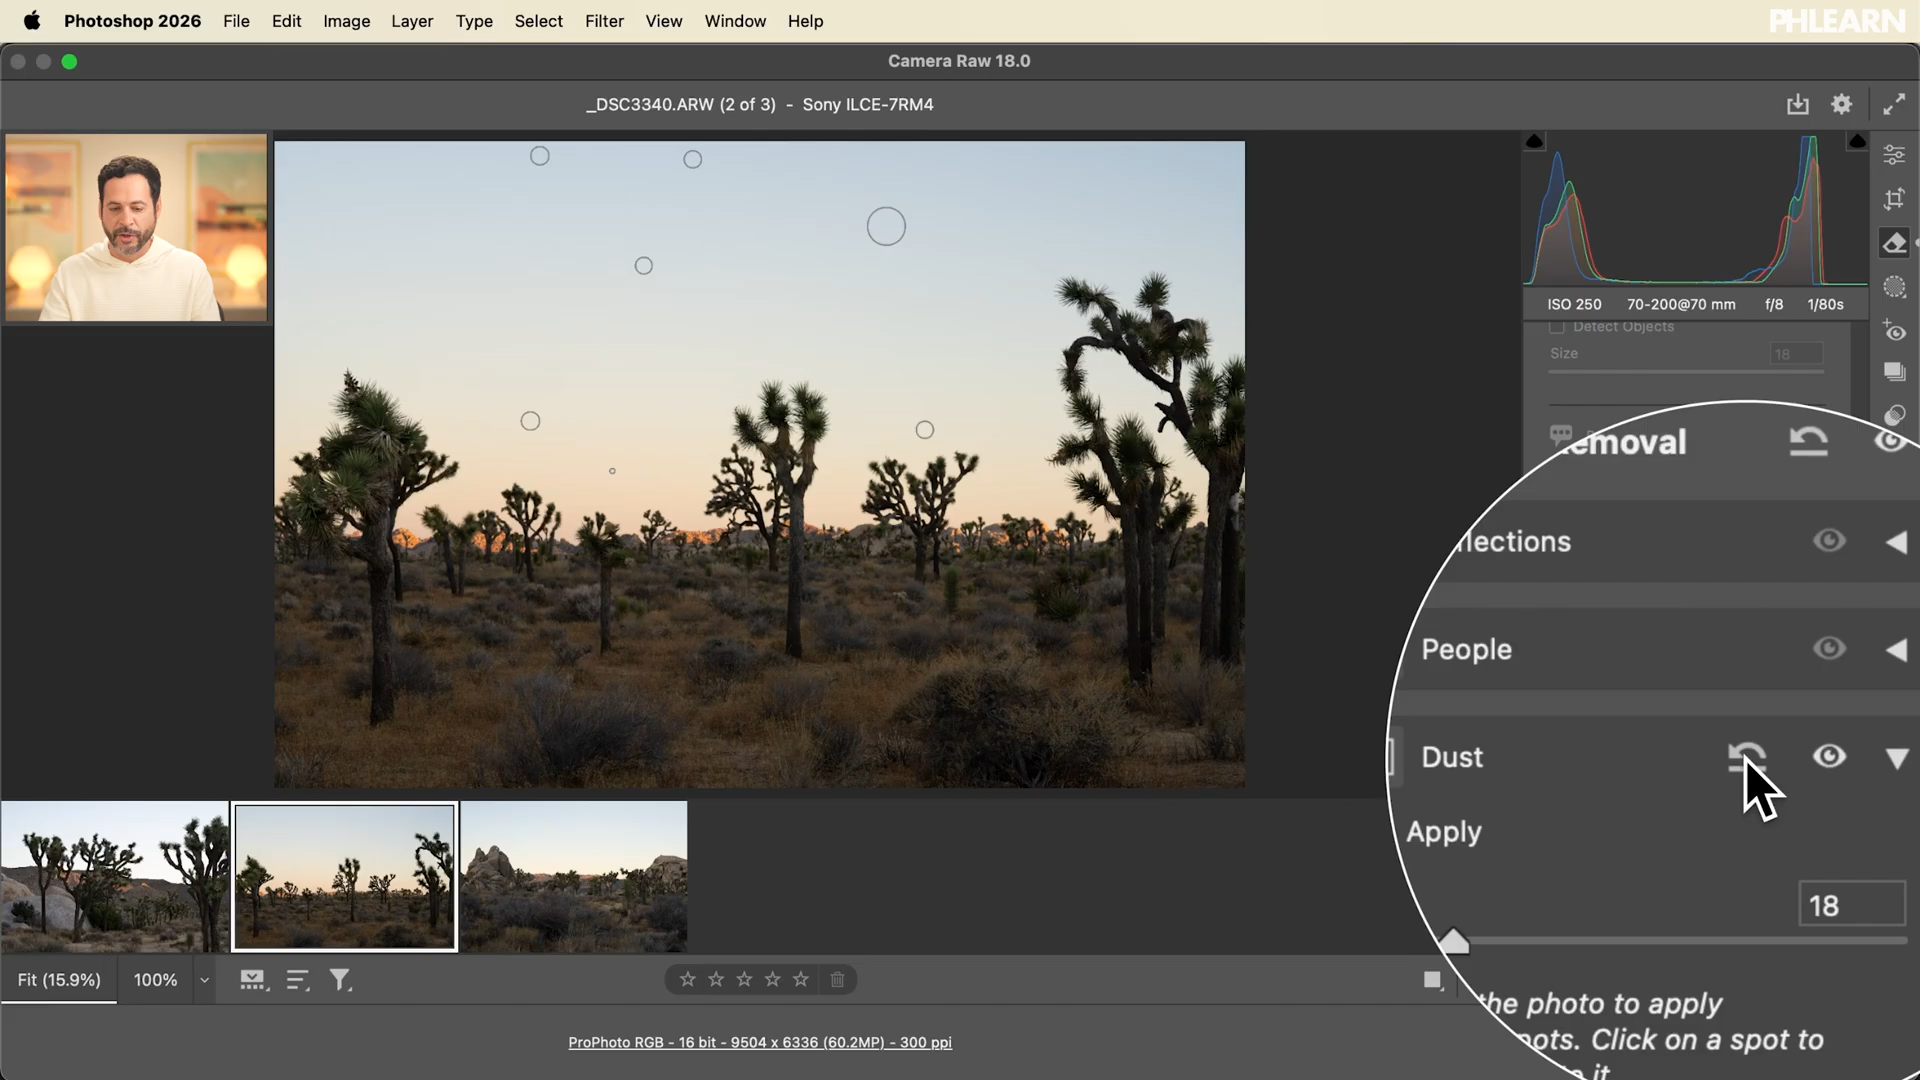 Photoshop 2026 File Edit Image Layer Type Select Filter View Window Help
PHLEARN
Camera Raw 18.0
_DSC3340.ARW (2 of 3) - Sony ILCE-7RM4
ISO 250 70-200@70 mm f/8 1/80s
Detect Objects
Size 18
emoval
lections
People
Dust
Apply
18
the photo to apply
pots. Click on a spot to
it
Fit (15.9%) 100%
ProPhoto RGB - 16 bit - 9504 x 6336 (60.2MP) - 300 ppi